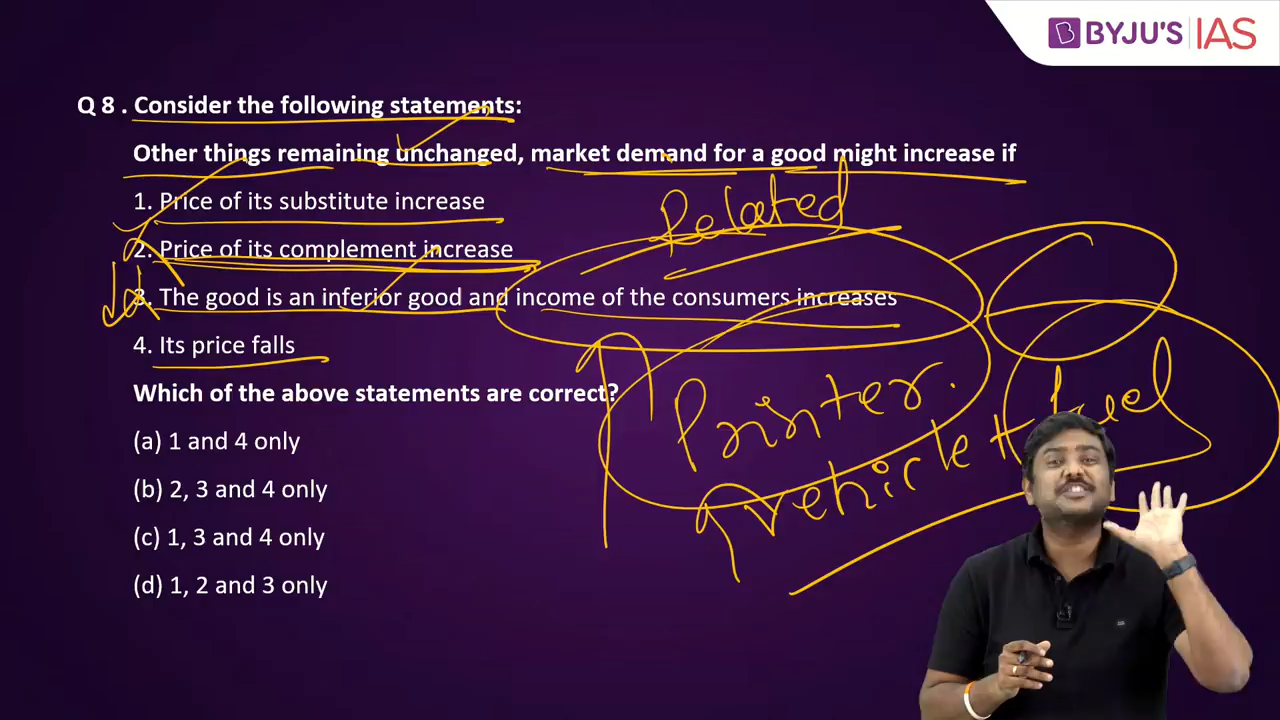 BYJU'S IAS
Q 8 . Consider the following statements:
Other things remaining unchanged, market demand for a good might increase if
1. Price of its substitute increase
Related
2. Price of its complement increase
3. The good is an inferior good and income of the consumers increases
4. Its price falls
Which of the above statements are correct?
Printer
vehicle + fuel
(a) 1 and 4 only
(b) 2, 3 and 4 only
(c) 1, 3 and 4 only
(d) 1, 2 and 3 only